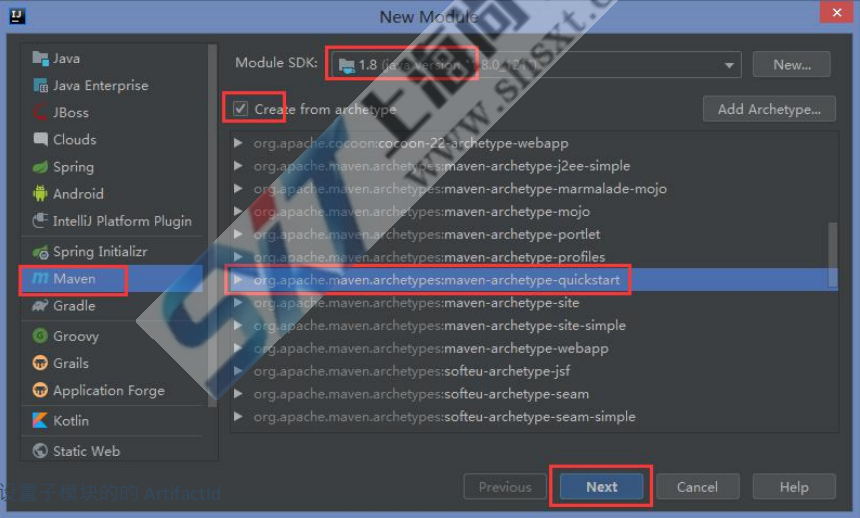 New Module
Java
Java Enterprise
JBoss
Clouds
Spring
Android
IntelliJ Platform Plugin
Spring Initializr
Maven
Gradle
Groovy
Grails
Application Forge
Kotlin
Static Web
Module SDK:
1.8 (java version "1.8.0_121")
New...
Create from archetype
Add Archetype...
org.apache.cocoon:cocoon-22-archetype-webapp
org.apache.maven.archetypes:maven-archetype-j2ee-simple
org.apache.maven.archetypes:maven-archetype-marmalade-mojo
org.apache.maven.archetypes:maven-archetype-mojo
org.apache.maven.archetypes:maven-archetype-portlet
org.apache.maven.archetypes:maven-archetype-profiles
org.apache.maven.archetypes:maven-archetype-quickstart
org.apache.maven.archetypes:maven-archetype-site
org.apache.maven.archetypes:maven-archetype-site-simple
org.apache.maven.archetypes:maven-archetype-webapp
org.apache.maven.archetypes:softeu-archetype-jsf
org.apache.maven.archetypes:softeu-archetype-seam
org.apache.maven.archetypes:softeu-archetype-seam-simple
SXT
上海尚
www.shsxt.c
设置子模块的的 ArtifactId
Previous
Next
Cancel
Help